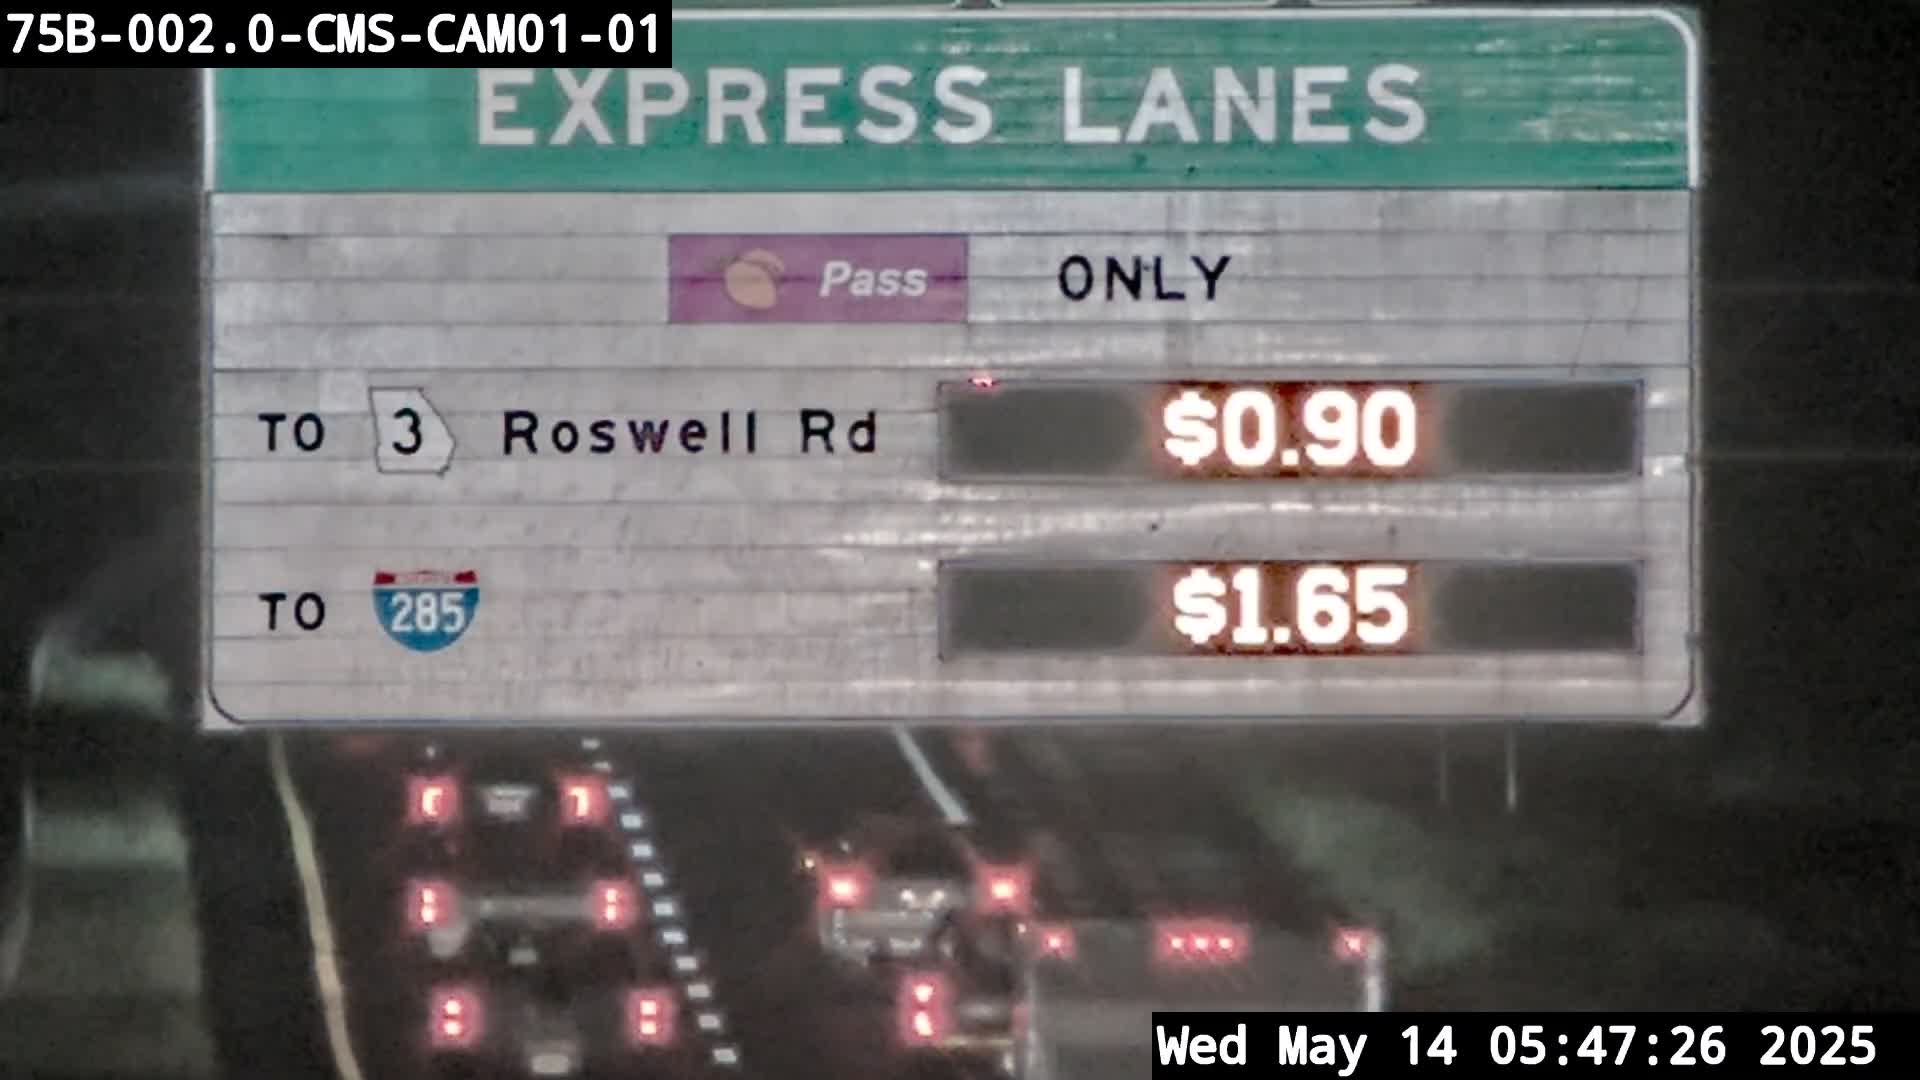 75B-002.0-CMS-CAM01-01
EXPRESS LANES
Pass ONLY
TO 3 Roswell Rd $0.90
TO 285 $1.65
Wed May 14 05:47:26 2025